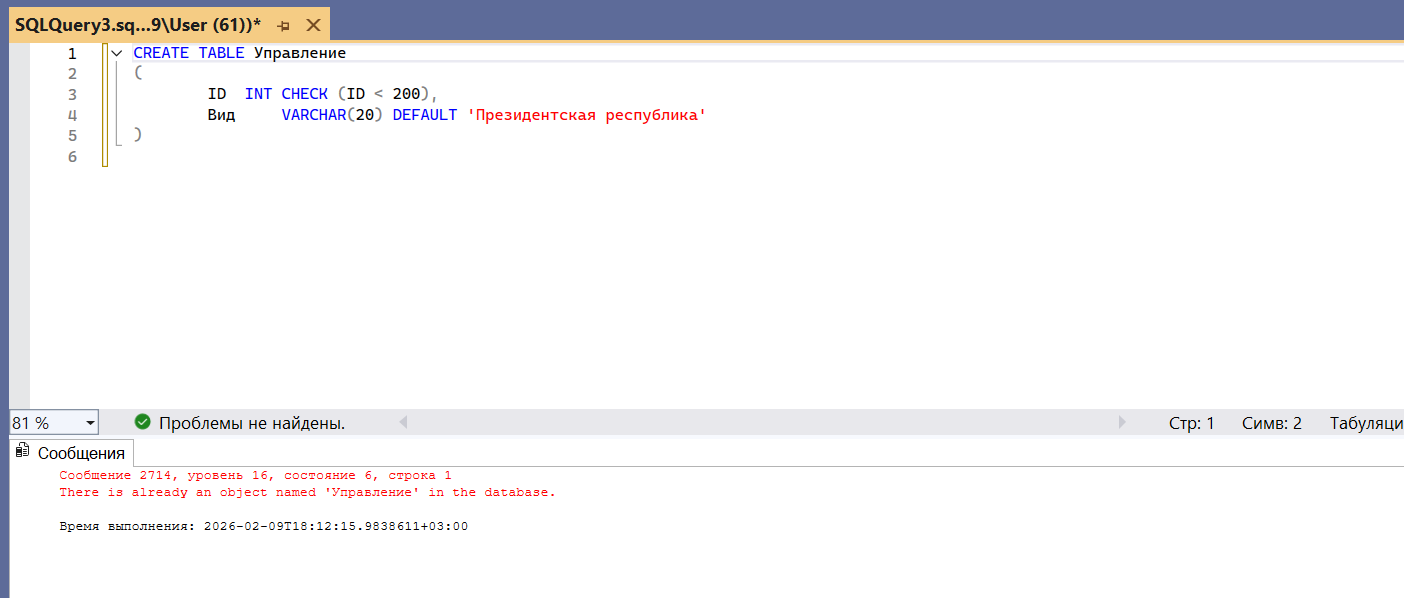 SQLQuery3.sq...9\User (61))*
1 CREATE TABLE Управление
2 (
3 ID INT CHECK (ID < 200),
4 Вид VARCHAR(20) DEFAULT 'Президентская республика'
5 )
6
81 % Проблемы не найдены. Стр: 1 Симв: 2 Табуляци
Сообщения
Сообщение 2714, уровень 16, состояние 6, строка 1
There is already an object named 'Управление' in the database.
Время выполнения: 2026-02-09T18:12:15.9838611+03:00